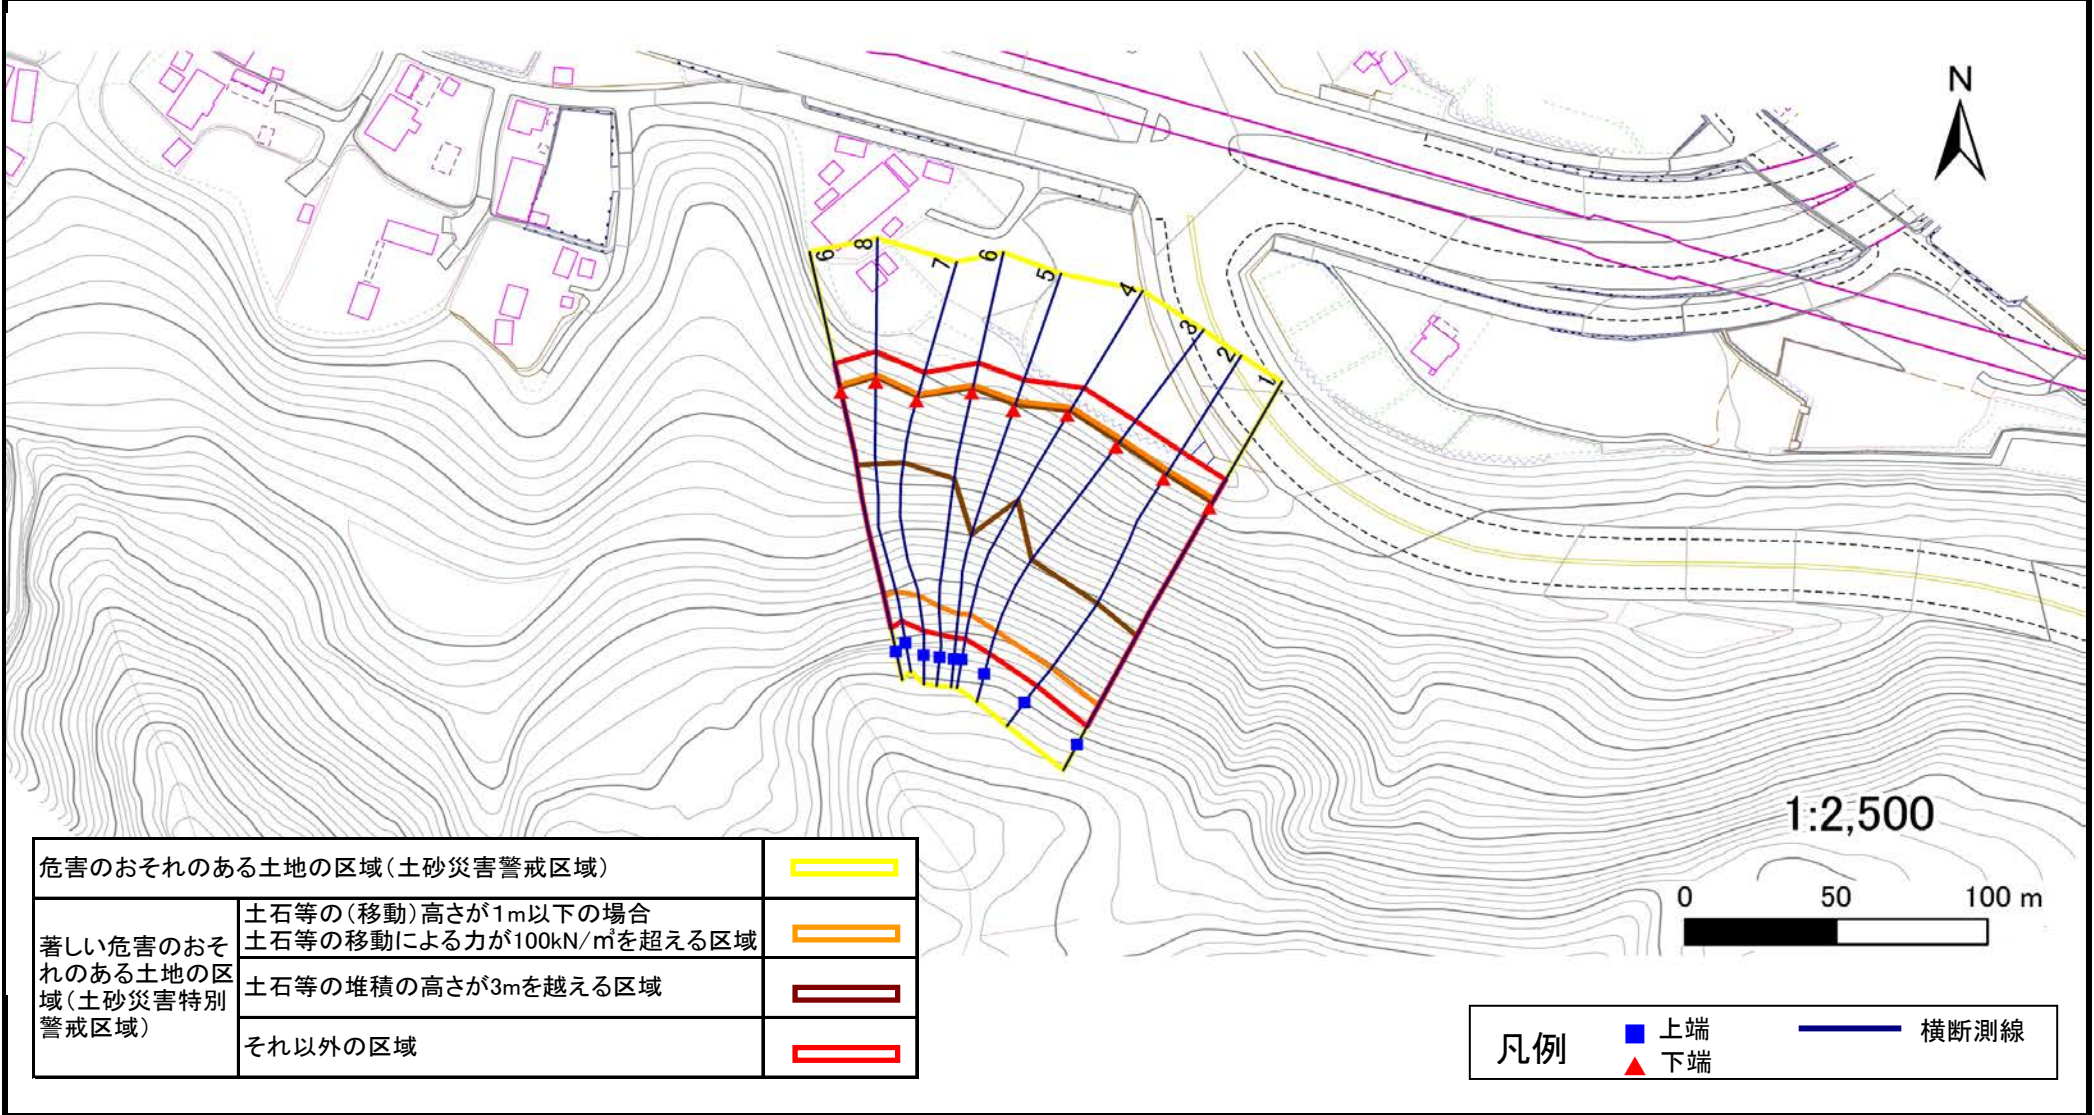 N
9
8
7
6
5
4
3
2
1
1:2,500
0 50 100 m
危害のおそれのある土地の区域(土砂災害警戒区域)
著しい危害のおそ
れのある土地の区
域(土砂災害特別
警戒区域)
土石等の(移動)高さが1m以下の場合
土石等の移動による力が100kN/㎡を超える区域
土石等の堆積の高さが3mを越える区域
それ以外の区域
凡例
上端
下端
横断測線